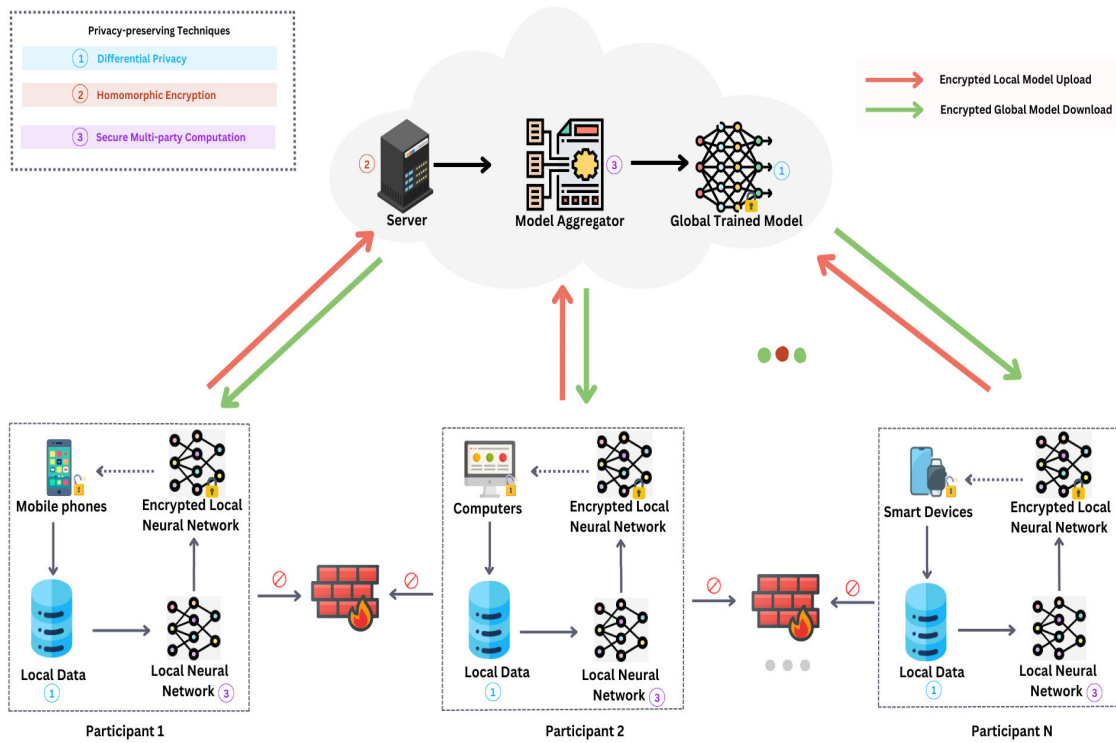 Privacy-preserving Techniques
1 Differential Privacy
2 Homomorphic Encryption
3 Secure Multi-party Computation
Encrypted Local Model Upload
Encrypted Global Model Download
2
3
1
Server
Model Aggregator
Global Trained Model
Mobile phones
Encrypted Local
Neural Network
Local Data
1
Local Neural
Network 3
Participant 1
Computers
Encrypted Local
Neural Network
Local Data
1
Local Neural
Network 3
Participant 2
Smart Devices
Encrypted Local
Neural Network
Local Data
1
Local Neural
Network 3
Participant N